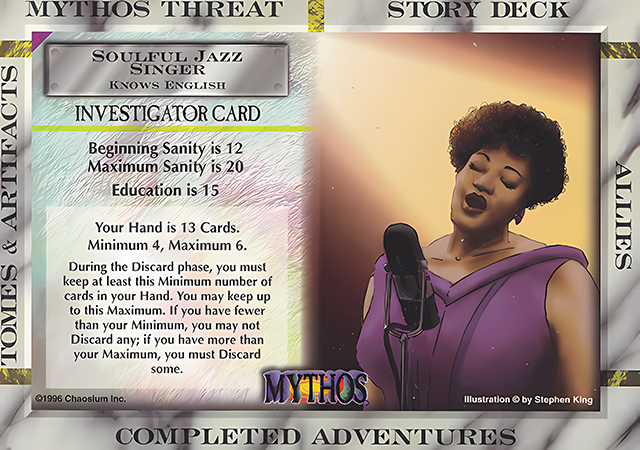 MYTHOS THREAT
STORY DECK
TOMES & ARTIFACTS
ALLIES
SOULFUL JAZZ
SINGER
KNOWS ENGLISH
INVESTIGATOR CARD
Beginning Sanity is 12
Maximum Sanity is 20
Education is 15
Your Hand is 13 Cards.
Minimum 4, Maximum 6.
During the Discard phase, you must
keep at least this Minimum number of
cards in your Hand. You may keep up
to this Maximum. If you have fewer
than your Minimum, you may not
Discard any; if you have more than
your Maximum, you must Discard
some.
©1996 Chaosium Inc.
MYTHOS
Illustration © by Stephen King
COMPLETED ADVENTURES